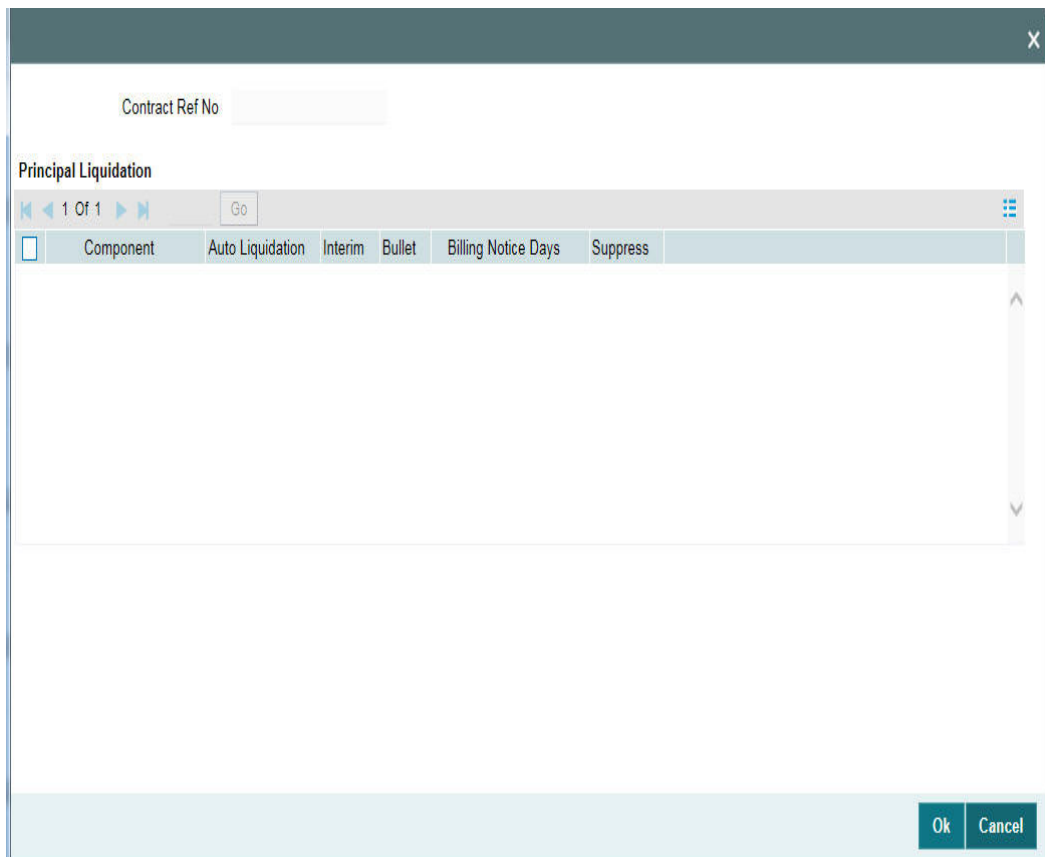 X
Contract Ref No
Principal Liquidation
1 Of 1 Go
Component Auto Liquidation Interim Bullet Billing Notice Days Suppress
Ok Cancel